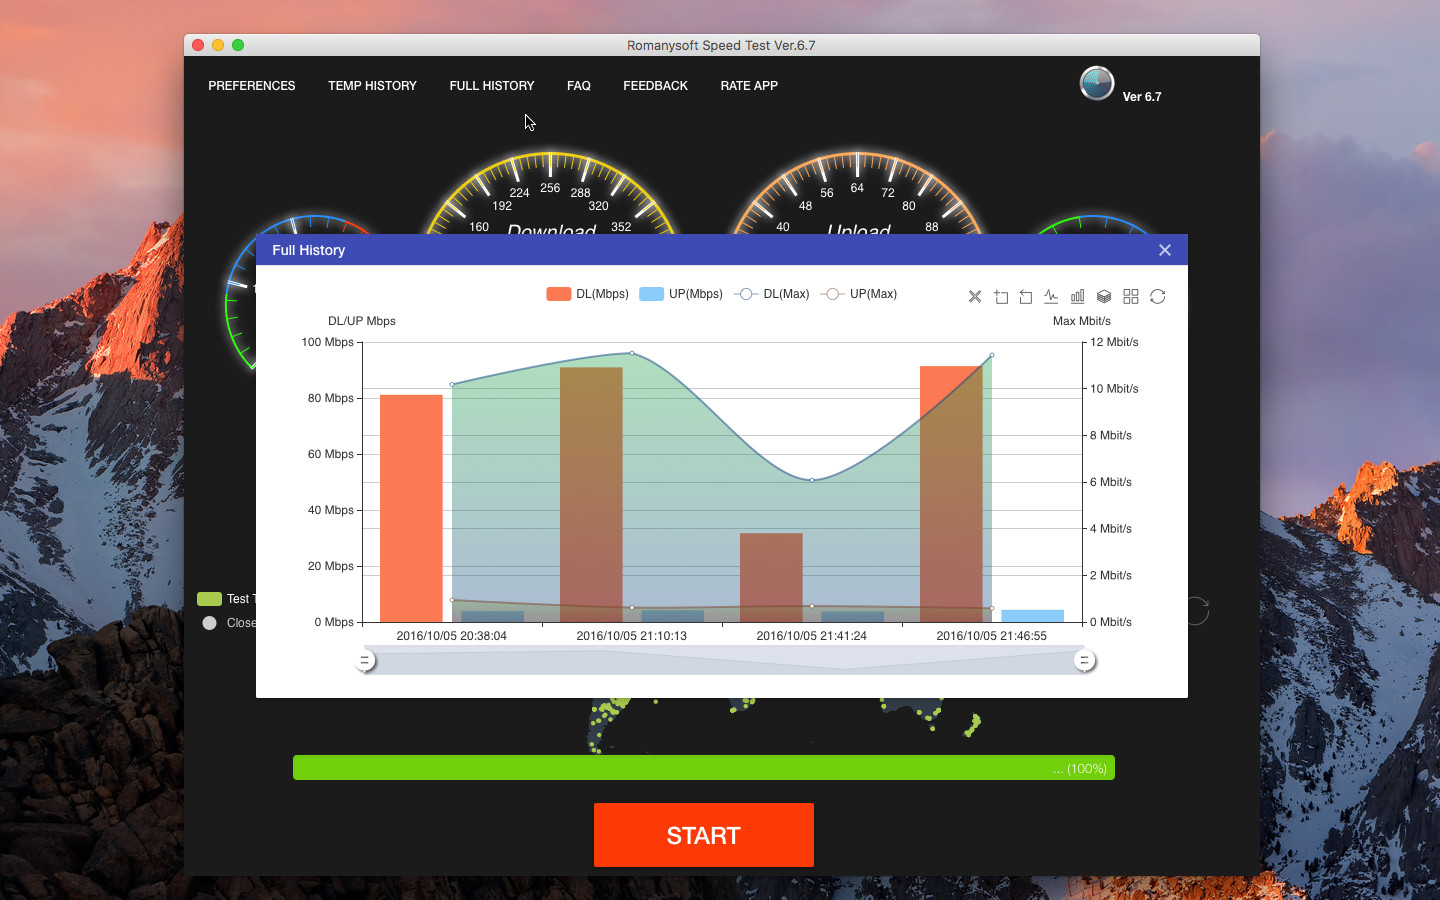 Romanysoft Speed Test Ver.6.7
PREFERENCES TEMP HISTORY FULL HISTORY FAQ FEEDBACK RATE APP
Ver 6.7
160 192 224 256 288 320 352
Download
40 48 56 64 72 80 88
Upload
Full History
DL(Mbps) UP(Mbps) DL(Max) UP(Max)
DL/UP Mbps
Max Mbit/s
100 Mbps
80 Mbps
60 Mbps
40 Mbps
20 Mbps
0 Mbps
12 Mbit/s
10 Mbit/s
8 Mbit/s
6 Mbit/s
4 Mbit/s
2 Mbit/s
0 Mbit/s
2016/10/05 20:38:04 2016/10/05 21:10:13 2016/10/05 21:41:24 2016/10/05 21:46:55
Test
Close
... (100%)
START